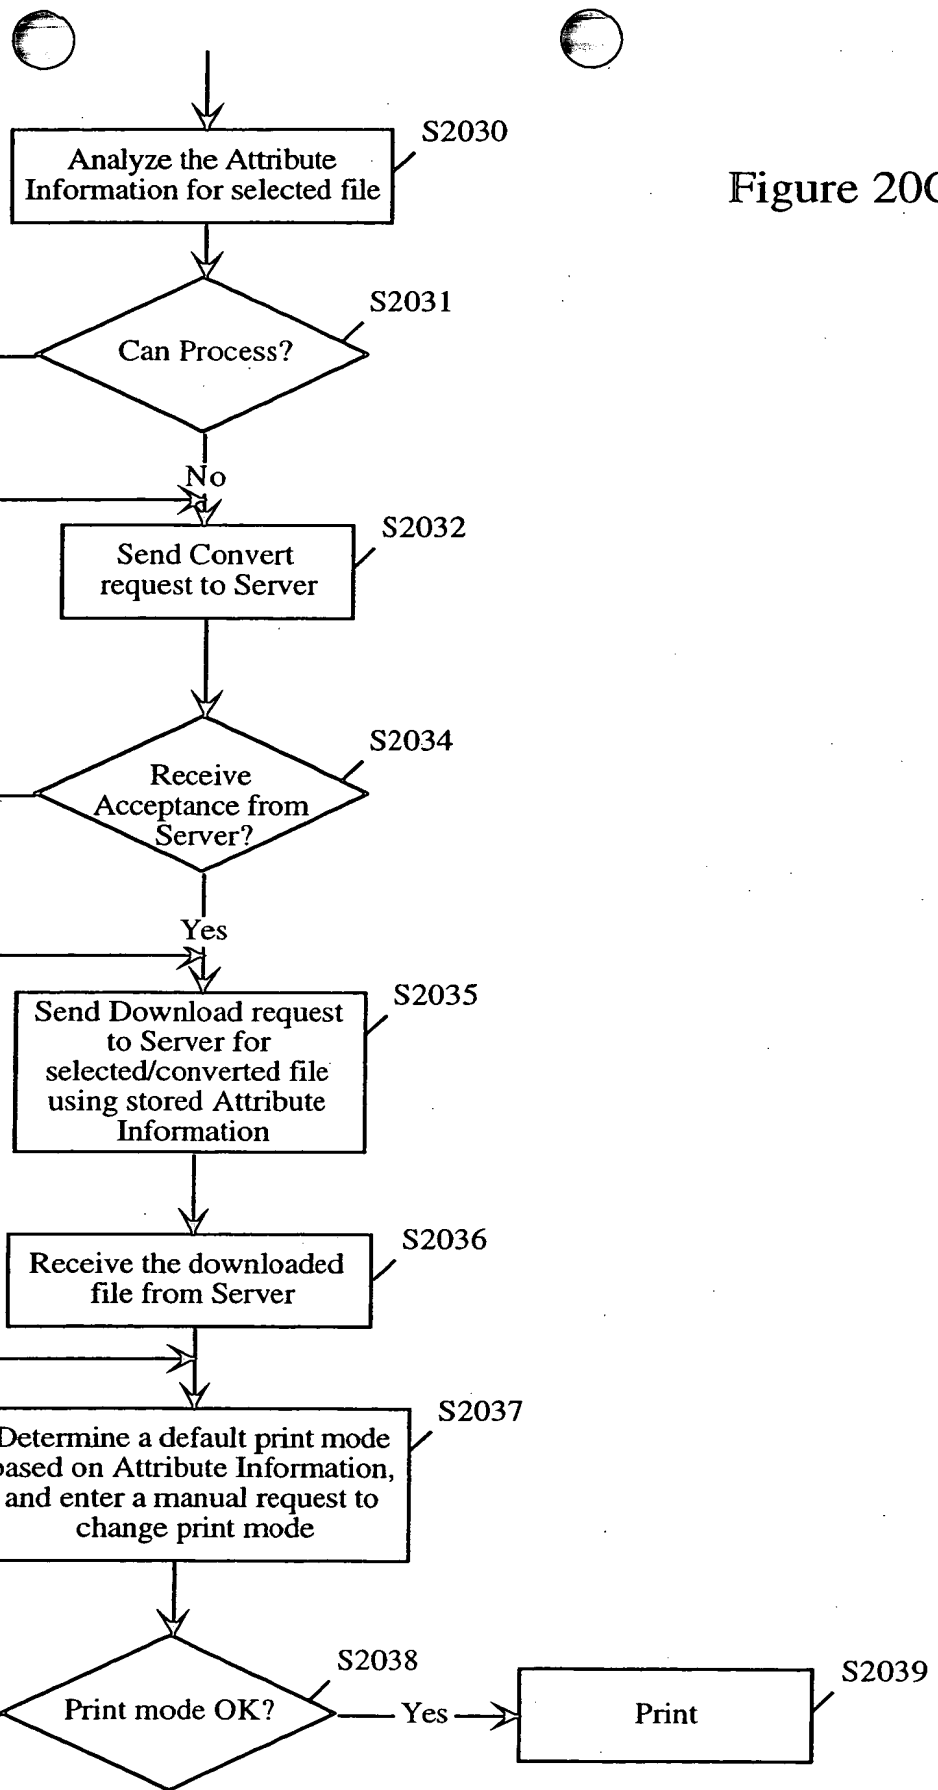 S2030
Analyze the Attribute
Information for selected file
Figure 20C
S2031
Can Process?
No
S2032
Send Convert
request to Server
S2034
Receive
Acceptance from
Server?
Yes
S2035
Send Download request
to Server for
selected/converted file
using stored Attribute
Information
S2036
Receive the downloaded
file from Server
S2037
Determine a default print mode
based on Attribute Information,
and enter a manual request to
change print mode
S2038
Print mode OK?
Yes
S2039
Print